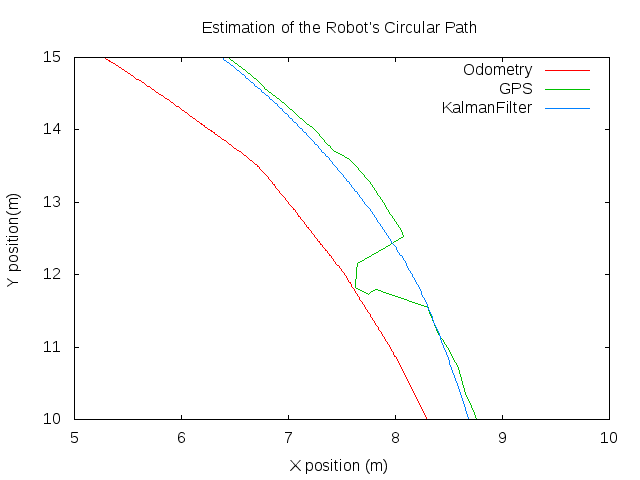 Estimation of the Robot's Circular Path
15
14
13
12
11
10
Y position(m)
Odometry
GPS
KalmanFilter
5 6 7 8 9 10
X position (m)